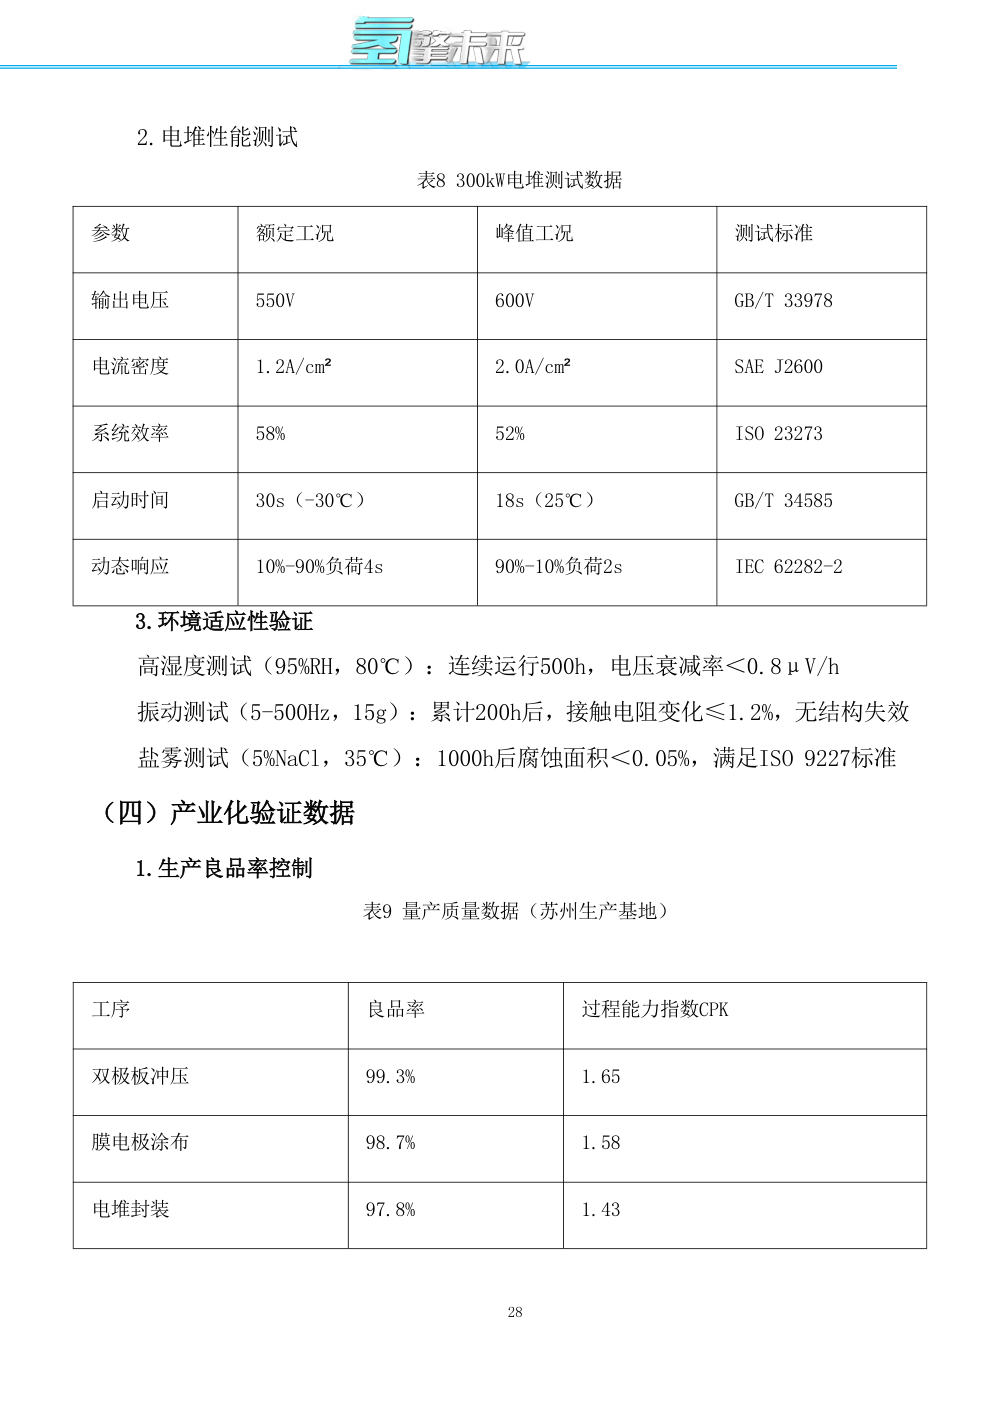 氢擎未来
2.电堆性能测试
表8 300kW电堆测试数据
参数 额定工况 峰值工况 测试标准
输出电压 550V 600V GB/T 33978
电流密度 1.2A/cm² 2.0A/cm² SAE J2600
系统效率 58% 52% ISO 23273
启动时间 30s（-30℃） 18s（25℃） GB/T 34585
动态响应 10%-90%负荷4s 90%-10%负荷2s IEC 62282-2
3.环境适应性验证
高湿度测试（95%RH，80℃）：连续运行500h，电压衰减率＜0.8μV/h
振动测试（5-500Hz，15g）：累计200h后，接触电阻变化≤1.2%，无结构失效
盐雾测试（5%NaCl，35℃）：1000h后腐蚀面积＜0.05%，满足ISO 9227标准
（四）产业化验证数据
1.生产良品率控制
表9 量产质量数据（苏州生产基地）
工序 良品率 过程能力指数CPK
双极板冲压 99.3% 1.65
膜电极涂布 98.7% 1.58
电堆封装 97.8% 1.43
28